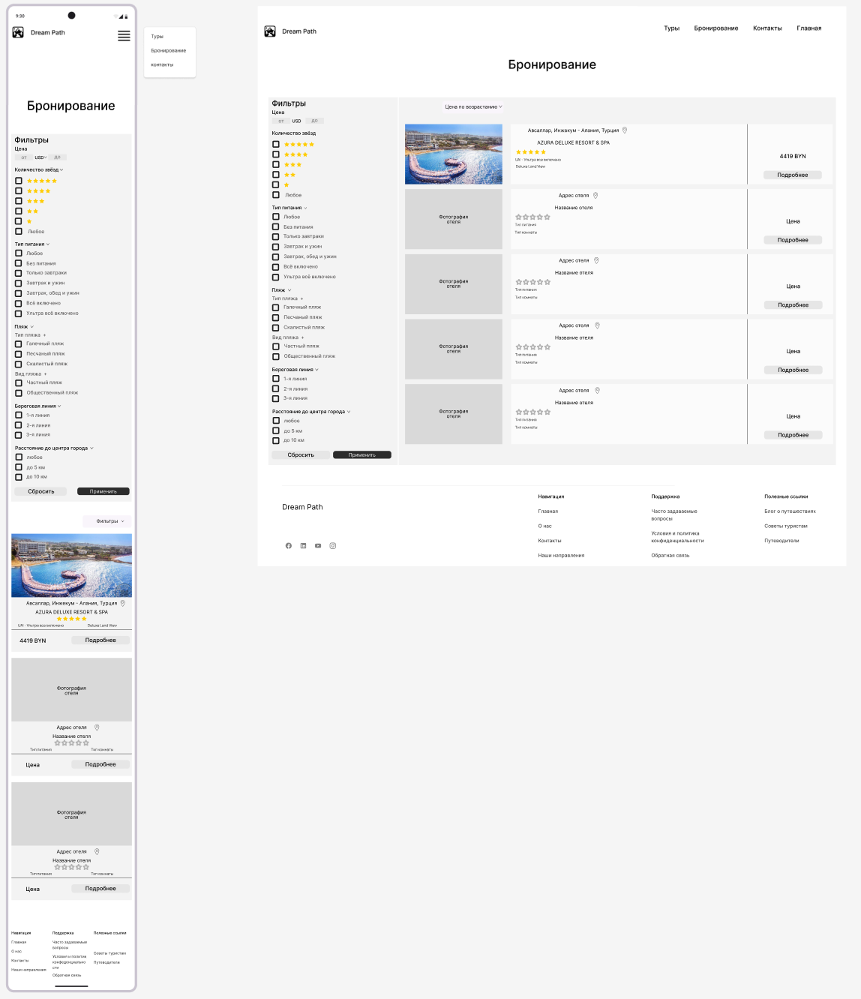 9:30
Dream Path
Бронирование
Фильтры
Цена
от USD до
Количество звёзд
Любое
Тип питания
Любое
Без питания
Только завтраки
Завтрак и ужин
Завтрак, обед и ужин
Всё включено
Ультра всё включено
Пляж
Тип пляжа +
Галечный пляж
Песчаный пляж
Скалистый пляж
Вид пляжа +
Частный пляж
Общественный пляж
Береговая линия
1-я линия
2-я линия
3-я линия
Расстояние до центра города
любое
до 5 км
до 10 км
Сбросить Применить
Фильтры
Авсаллар, Инжекум - Алания, Турция
AZURA DELUXE RESORT & SPA
UAI - Ультра все включено Deluxe Land View
4419 BYN Подробнее
Фотография
отеля
Адрес отеля
Название отеля
Тип питания Тип комнаты
Цена Подробнее
Фотография
отеля
Адрес отеля
Название отеля
Тип питания Тип комнаты
Цена Подробнее
Навигация
Главная
О нас
Контакты
Наши направления
Поддержка
Часто задаваемые
вопросы
Условия и политик
конфеденциально
сти
Обратная связь
Полезные ссылки
Советы туристам
Путеводители
Туры
Бронирование
контакты
Dream Path
Туры Бронирование Контакты Главная
Бронирование
Фильтры
Цена
от USD до
Количество звёзд
Любое
Тип питания
Любое
Без питания
Только завтраки
Завтрак и ужин
Завтрак, обед и ужин
Всё включено
Ультра всё включено
Пляж
Тип пляжа +
Галечный пляж
Песчаный пляж
Скалистый пляж
Вид пляжа +
Частный пляж
Общественный пляж
Береговая линия
1-я линия
2-я линия
3-я линия
Расстояние до центра города
любое
до 5 км
до 10 км
Сбросить Применить
Цена по возрастанию
Авсаллар, Инжекум - Алания, Турция
AZURA DELUXE RESORT & SPA
UAI - Ультра все включено
Deluxe Land View
4419 BYN
Подробнее
Фотография
отеля
Адрес отеля
Название отеля
Тип питания
Тип комнаты
Цена
Подробнее
Фотография
отеля
Адрес отеля
Название отеля
Тип питания
Тип комнаты
Цена
Подробнее
Фотография
отеля
Адрес отеля
Название отеля
Тип питания
Тип комнаты
Цена
Подробнее
Фотография
отеля
Адрес отеля
Название отеля
Тип питания
Тип комнаты
Цена
Подробнее
Dream Path
Навигация
Главная
О нас
Контакты
Наши направления
Поддержка
Часто задаваемые
вопросы
Условия и политика
конфиденциальности
Обратная связь
Полезные ссылки
Блог о путешествиях
Советы туристам
Путеводители